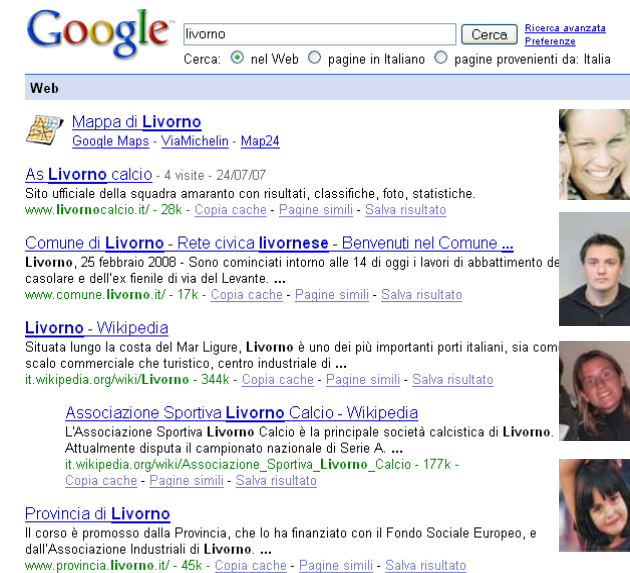 Google™ livorno Cerca Ricerca avanzata
Preferenze
Cerca: nel Web pagine in Italiano pagine provenienti da: Italia
Web
Mappa di Livorno
Google Maps - ViaMichelin - Map24
As Livorno calcio - 4 visite - 24/07/07
Sito ufficiale della squadra amaranto con risultati, classifiche, foto, statistiche.
www.livornocalcio.it/ - 28k - Copia cache - Pagine simili - Salva risultato
Comune di Livorno - Rete civica livornese - Benvenuti nel Comune ...
Livorno, 25 febbraio 2008 - Sono cominciati intorno alle 14 di oggi i lavori di abbattimento de
casolare e dell'ex fienile di via del Levante. ...
www.comune.livorno.it/ - 17k - Copia cache - Pagine simili - Salva risultato
Livorno - Wikipedia
Situata lungo la costa del Mar Ligure, Livorno è uno dei più importanti porti italiani, sia com
scalo commerciale che turistico, centro industriale di ...
it.wikipedia.org/wiki/Livorno - 344k - Copia cache - Pagine simili - Salva risultato
Associazione Sportiva Livorno Calcio - Wikipedia
L'Associazione Sportiva Livorno Calcio è la principale società calcistica di Livorno.
Attualmente disputa il campionato nazionale di Serie A. ...
it.wikipedia.org/wiki/Associazione_Sportiva_Livorno_Calcio - 177k -
Copia cache - Pagine simili - Salva risultato
Provincia di Livorno
Il corso è promosso dalla Provincia, che lo ha finanziato con il Fondo Sociale Europeo, e
dall'Associazione Industriali di Livorno. ...
www.provincia.livorno.it/ - 45k - Copia cache - Pagine simili - Salva risultato